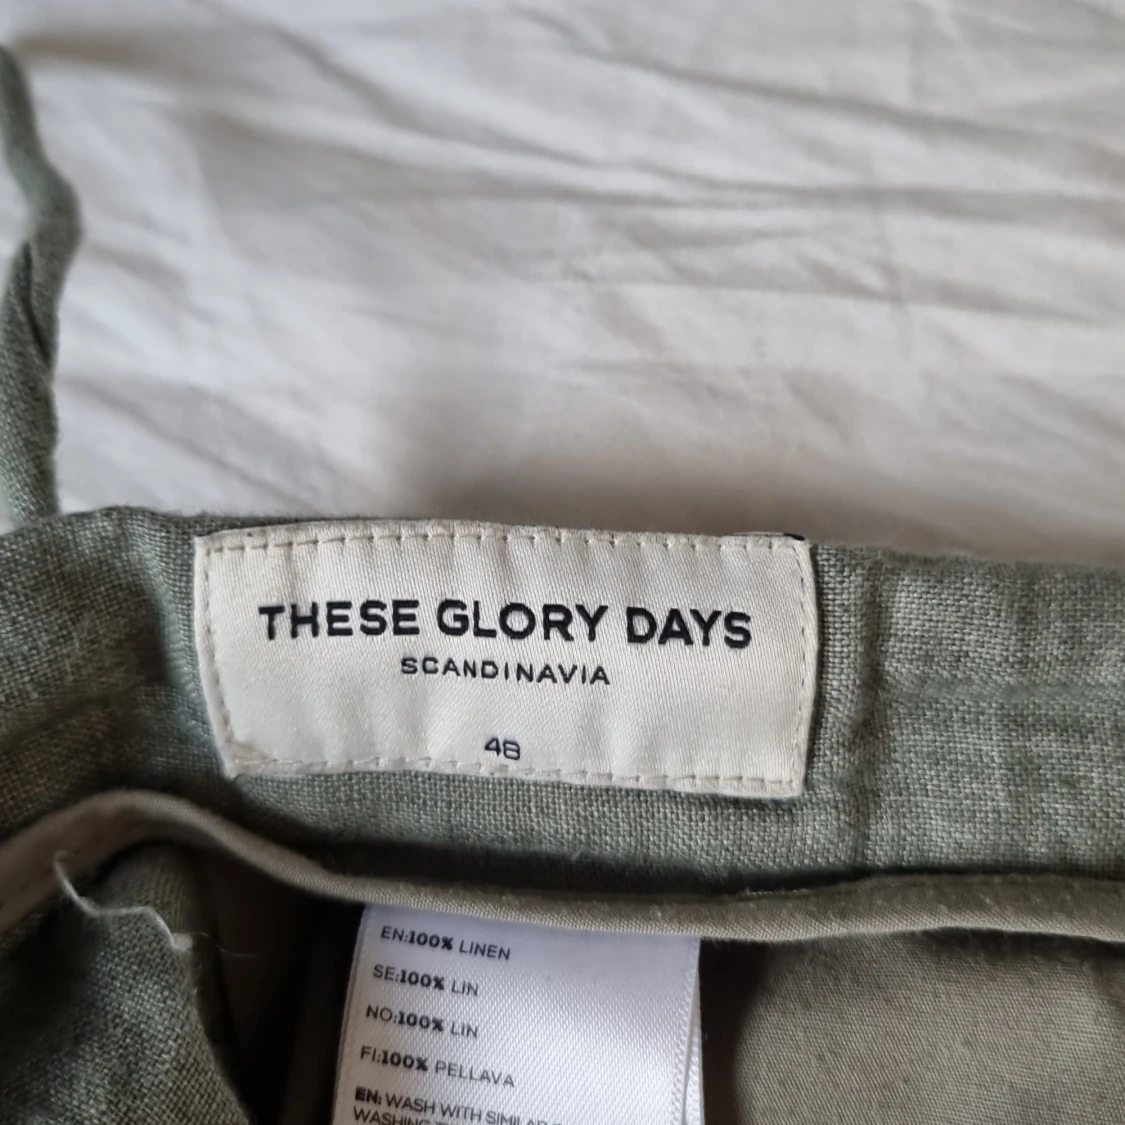 THESE GLORY DAYS
SCANDINAVIA
48
EN:100% LINEN
SE:100% LIN
NO:100% LIN
FI:100% PELLAVA
EN: WASH WITH
WASHING